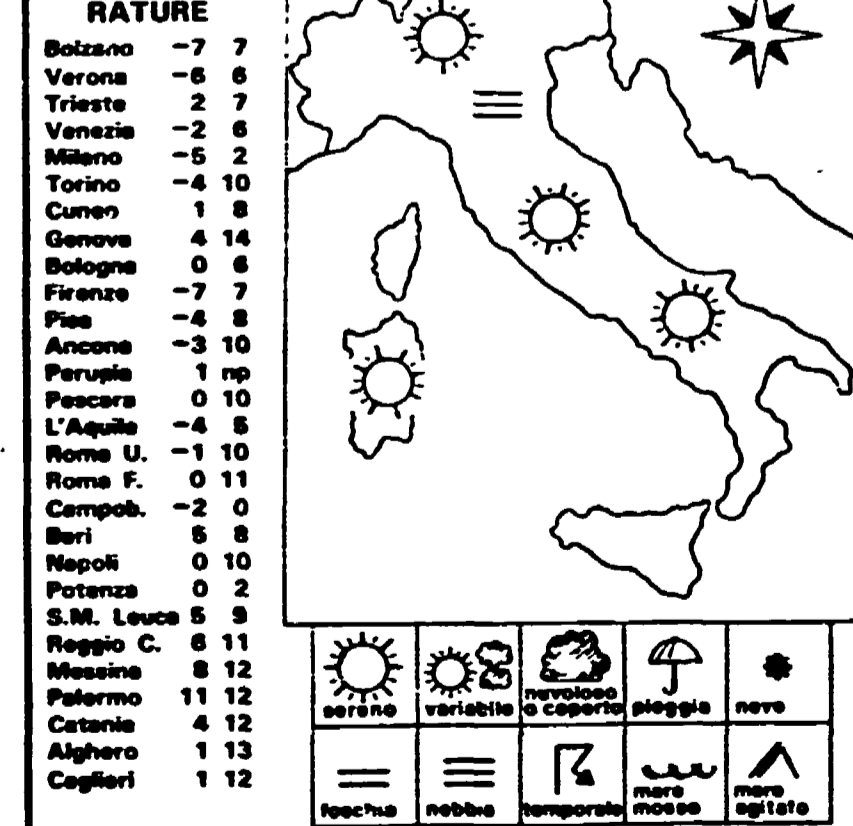 RATURE
Bolzano -7 7
Verona -6 6
Trieste 2 7
Venezia -2 6
Milano -5 2
Torino -4 10
Cuneo 1 8
Genova 4 14
Bologna 0 6
Firenze -7 7
Pisa -4 8
Ancona -3 10
Perugia 1 np
Pescara 0 10
L'Aquila -4 5
Roma U. -1 10
Roma F. 0 11
Campob. -2 0
Bari 5 8
Napoli 0 10
Potenza 0 2
S.M. Leuca 5 9
Reggio C. 6 11
Messina 8 12
Palermo 11 12
Catania 4 12
Alghero 1 13
Cagliari 1 12
sereno
variabile
nuvoloso
o coperto
pioggia
neve
foschia
nebbia
temporale
mare
mosso
mare
agitato